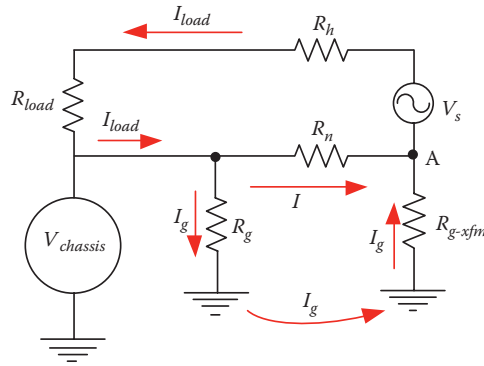 I_load
R_h
R_load
V_s
I_load
R_n
A
I
I_g
R_g
I_g
R_g-xfm
V_chassis
I_g